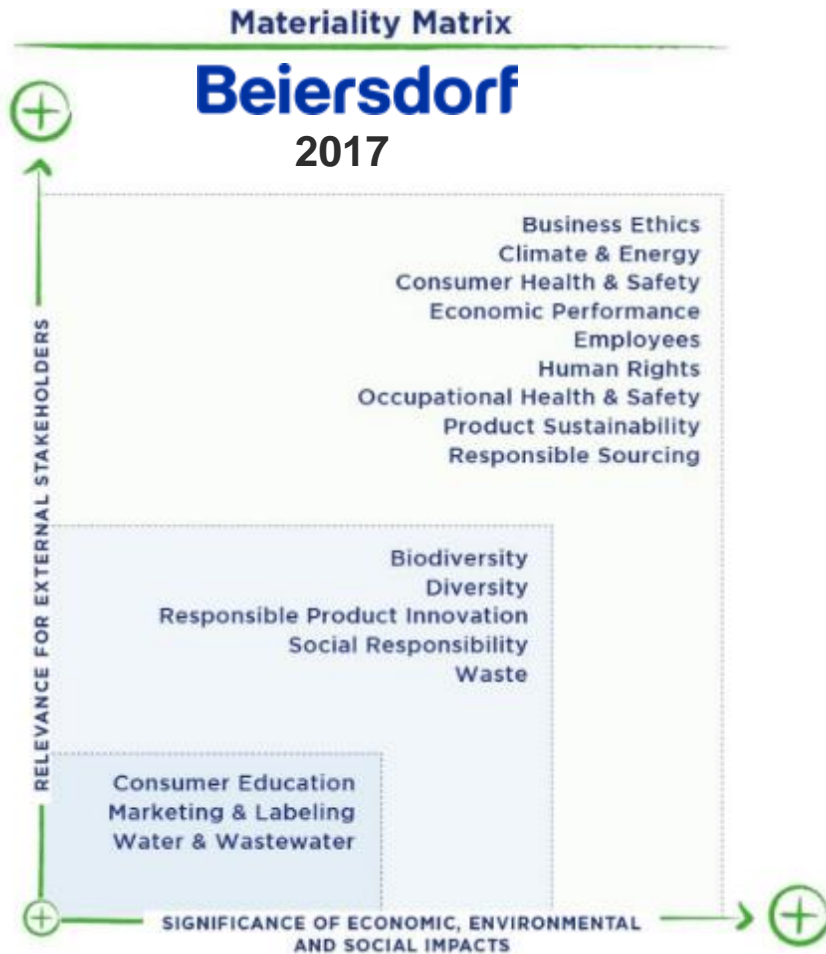 Materiality Matrix
Beiersdorf
2017
Business Ethics
Climate & Energy
Consumer Health & Safety
Economic Performance
Employees
Human Rights
Occupational Health & Safety
Product Sustainability
Responsible Sourcing
Biodiversity
Diversity
Responsible Product Innovation
Social Responsibility
Waste
Consumer Education
Marketing & Labeling
Water & Wastewater
RELEVANCE FOR EXTERNAL STAKEHOLDERS
SIGNIFICANCE OF ECONOMIC, ENVIRONMENTAL
AND SOCIAL IMPACTS